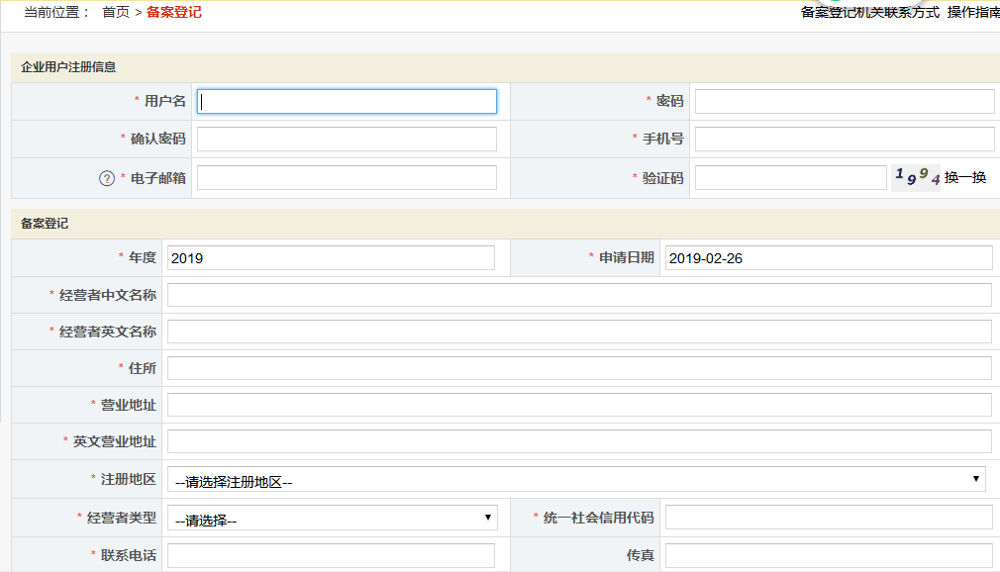 当前位置： 首页 > 备案登记 备案登记机关联系方式 操作指南
企业用户注册信息
* 用户名 * 密码
* 确认密码 * 手机号
? * 电子邮箱 * 验证码 1994 换一换
备案登记
* 年度 2019 * 申请日期 2019-02-26
* 经营者中文名称
* 经营者英文名称
* 住所
* 营业地址
* 英文营业地址
* 注册地区 --请选择注册地区--
* 经营者类型 --请选择-- * 统一社会信用代码
* 联系电话 传真